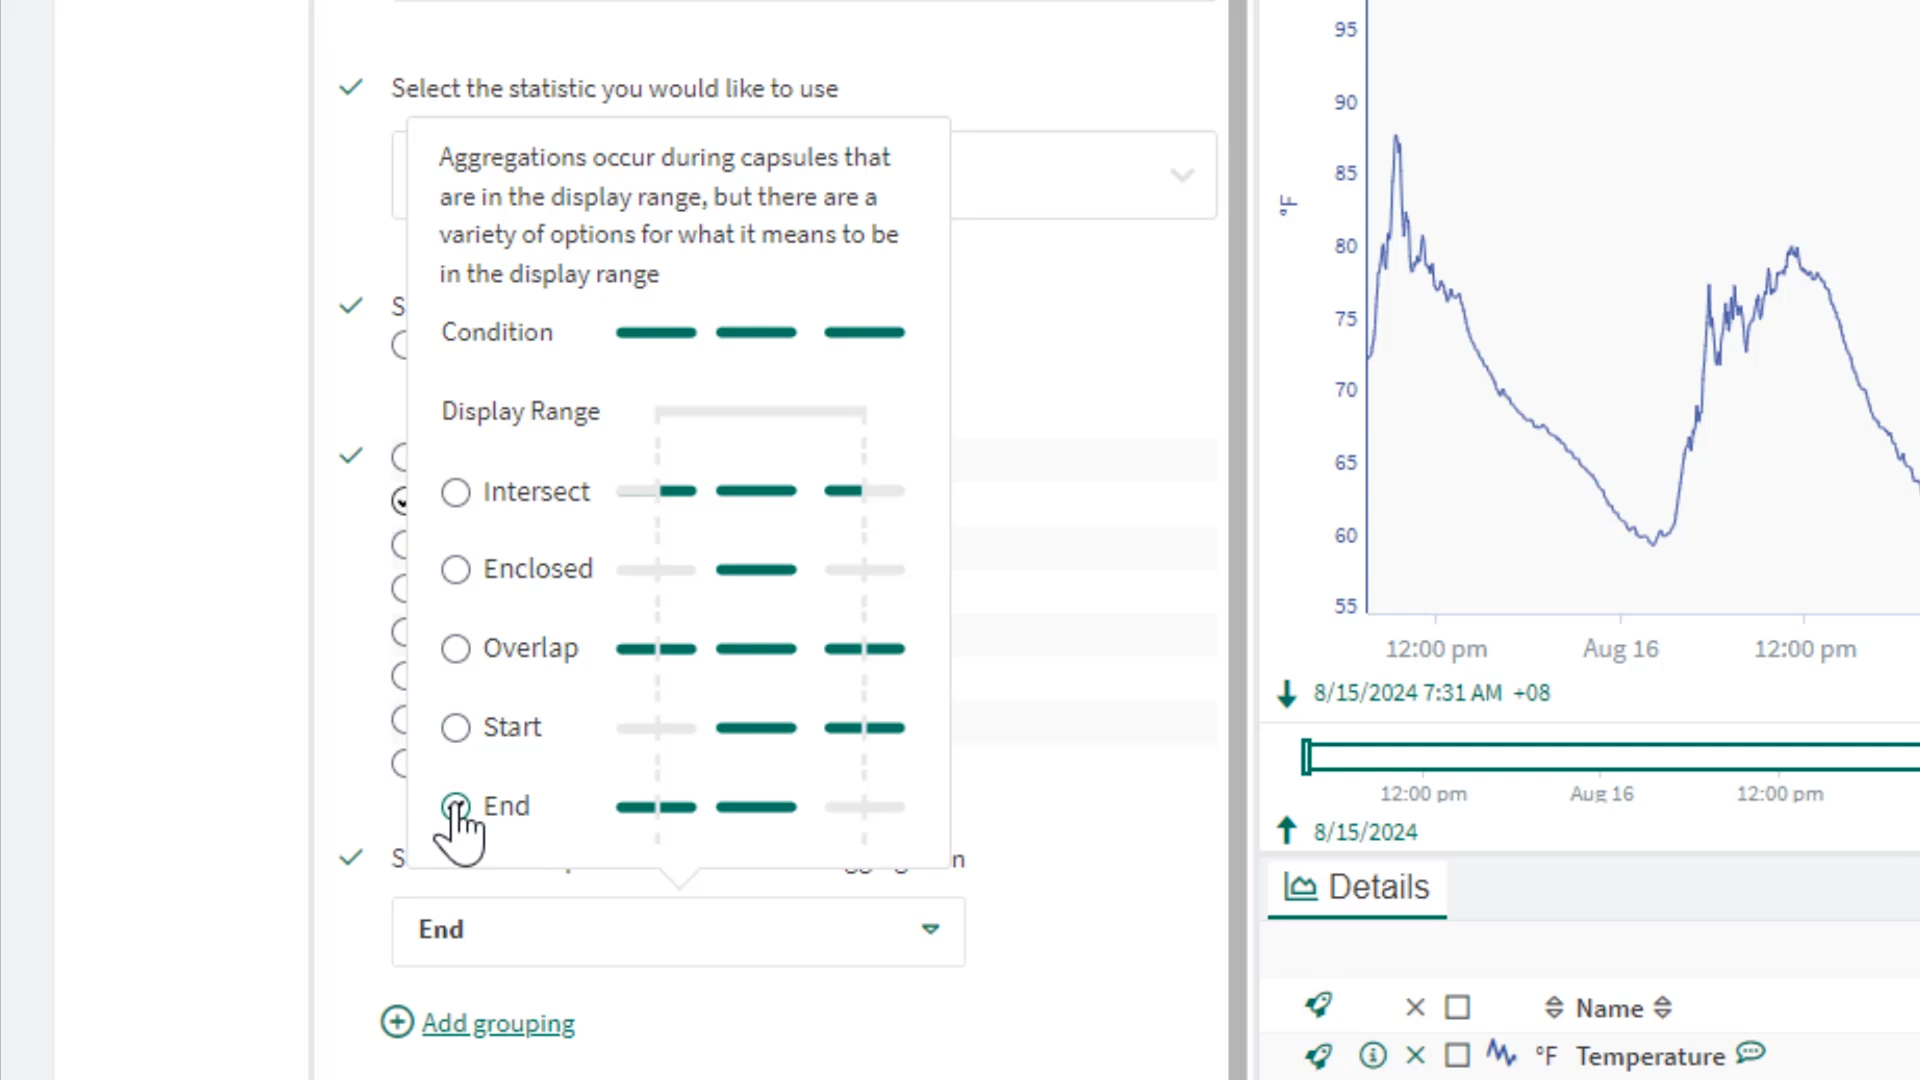 Select the statistic you would like to use
Aggregations occur during capsules that
are in the display range, but there are a
variety of options for what it means to be
in the display range
S
Condition
Display Range
Intersect
Enclosed
Overlap
Start
End
S
n
End
Add grouping
95
90
85
80
75
70
65
60
55
°F
12:00 pm
Aug 16
12:00 pm
8/15/2024 7:31 AM +08
12:00 pm
Aug 16
12:00 pm
8/15/2024
Details
Name
°F Temperature